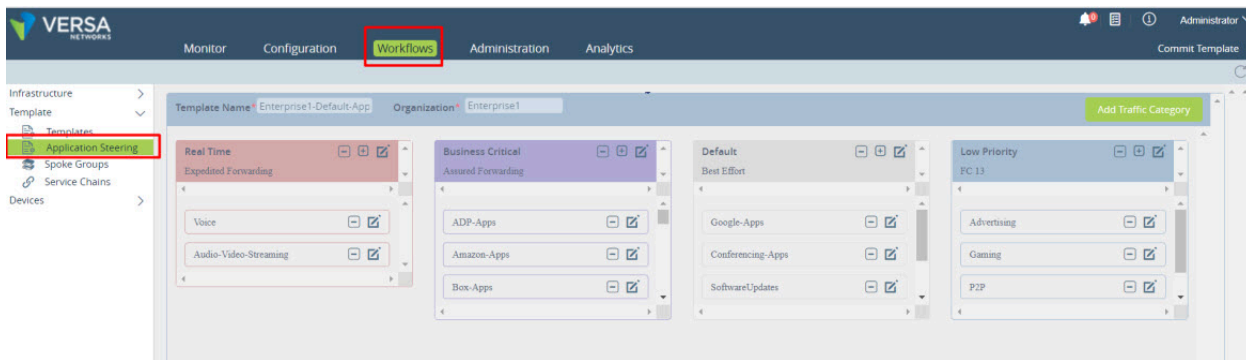 VERSA
NETWORKS
Administrator
Monitor Configuration Workflows Administration Analytics Commit Template
Infrastructure
Template
Templates
Application Steering
Spoke Groups
Service Chains
Devices
Template Name* Enterprise1-Default-App Organization* Enterprise1 Add Traffic Category
Real Time
Expedited Forwarding
Voice
Audio-Video-Streaming
Business Critical
Assured Forwarding
ADP-Apps
Amazon-Apps
Box-Apps
Default
Best Effort
Google-Apps
Conferencing-Apps
SoftwareUpdates
Low Priority
FC 13
Advertising
Gaming
P2P